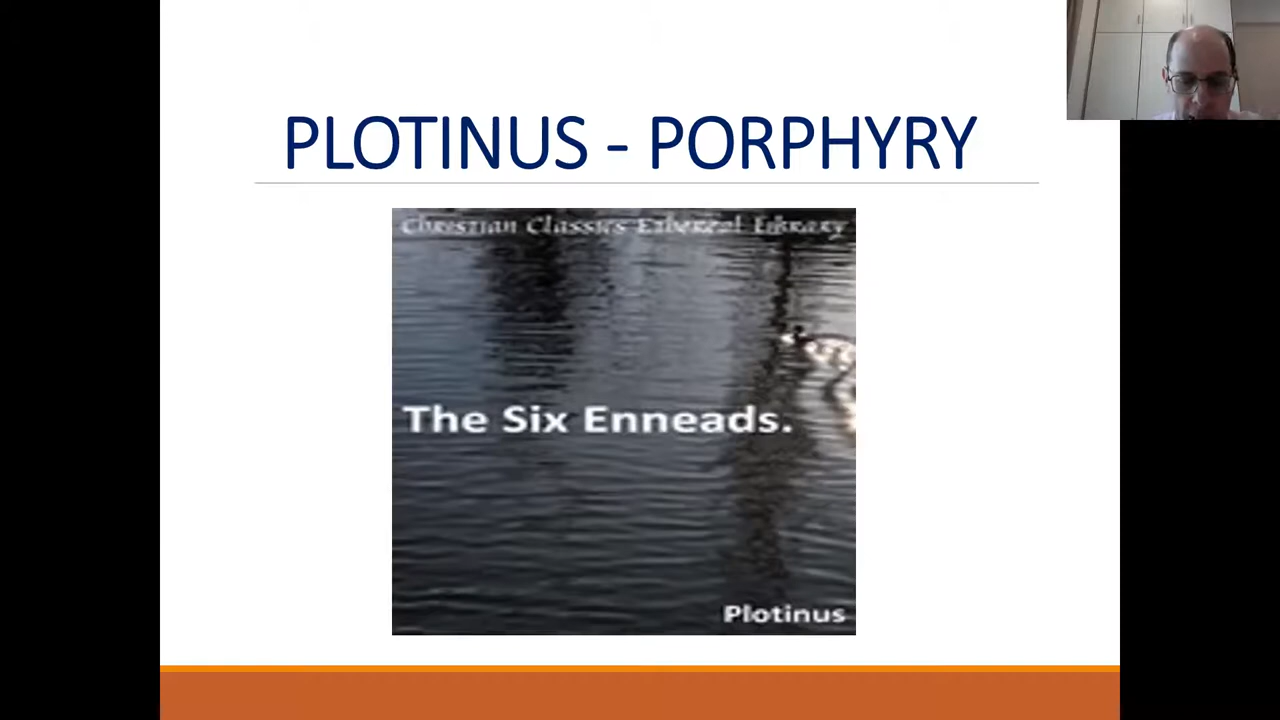 PLOTINUS - PORPHYRY
Christian Classics Ethereal Library
The Six Enneads.
Plotinus